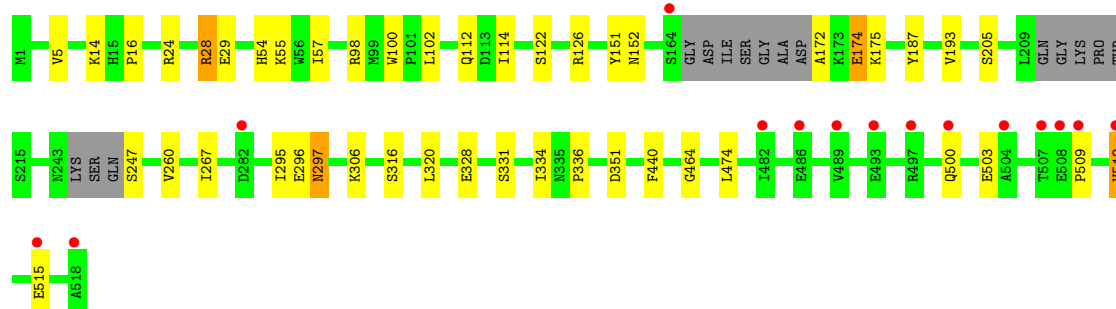 M1 V5 K14 H15 P16 R24 R28 E29 H54 K55 W56 I57 R98 M99 W100 P101 L102 Q112 D113 I114 S122 R126 Y151 N152 S164 GLY ASP ILE SER GLY ALA ASP A172 K173 E174 K175 Y187 V193 S205 L209 GLN GLY LYS PRO
S215 N243 LYS SER GLN S247 V260 I267 D282 I295 E296 N297 K306 S316 L320 E328 S331 I334 N335 P336 D351 F440 G464 L474 I482 E486 V489 E493 R497 Q500 E503 A504 T507 E508 P509
E515 A518